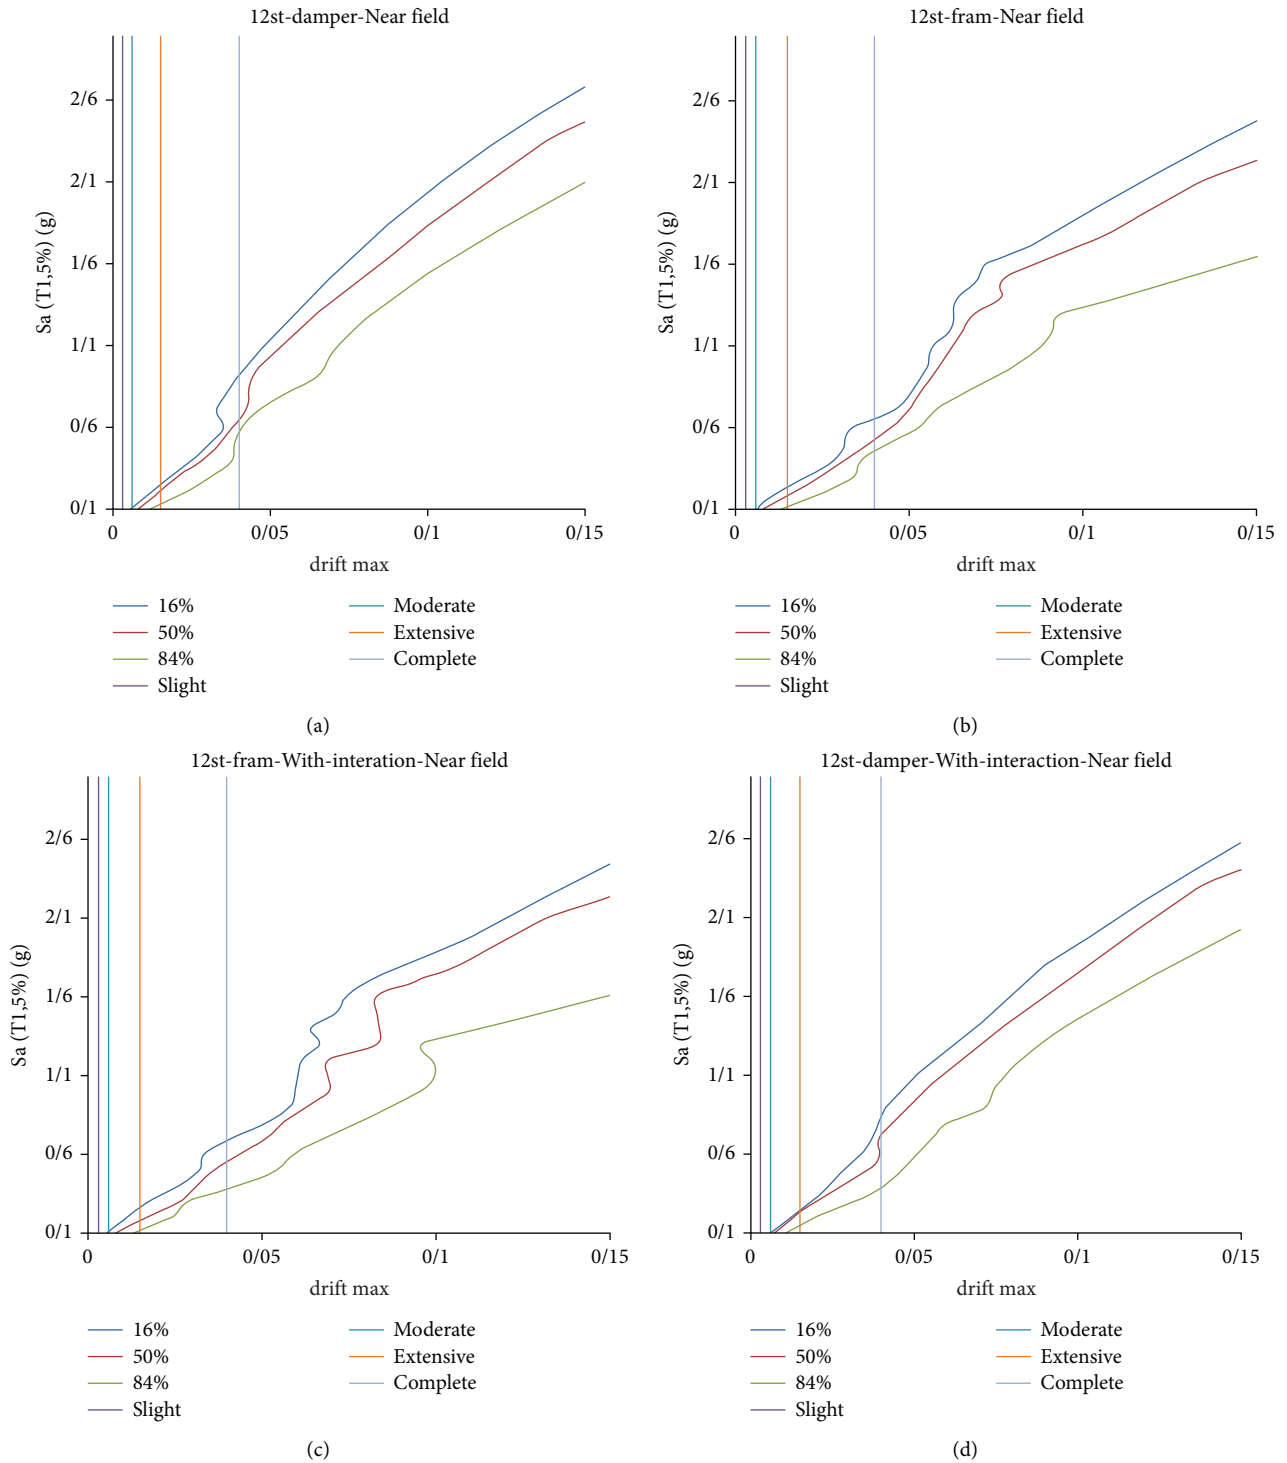 12st-damper-Near field
Sa (T1,5%) (g)
2/6
2/1
1/6
1/1
0/6
0/1
0 0/05 0/1 0/15
drift max
16% Moderate
50% Extensive
84% Complete
Slight
(a)
12st-fram-Near field
Sa (T1,5%) (g)
2/6
2/1
1/6
1/1
0/6
0/1
0 0/05 0/1 0/15
drift max
16% Moderate
50% Extensive
84% Complete
Slight
(b)
12st-fram-With-interation-Near field
Sa (T1,5%) (g)
2/6
2/1
1/6
1/1
0/6
0/1
0 0/05 0/1 0/15
drift max
16% Moderate
50% Extensive
84% Complete
Slight
(c)
12st-damper-With-interaction-Near field
Sa (T1,5%) (g)
2/6
2/1
1/6
1/1
0/6
0/1
0 0/05 0/1 0/15
drift max
16% Moderate
50% Extensive
84% Complete
Slight
(d)